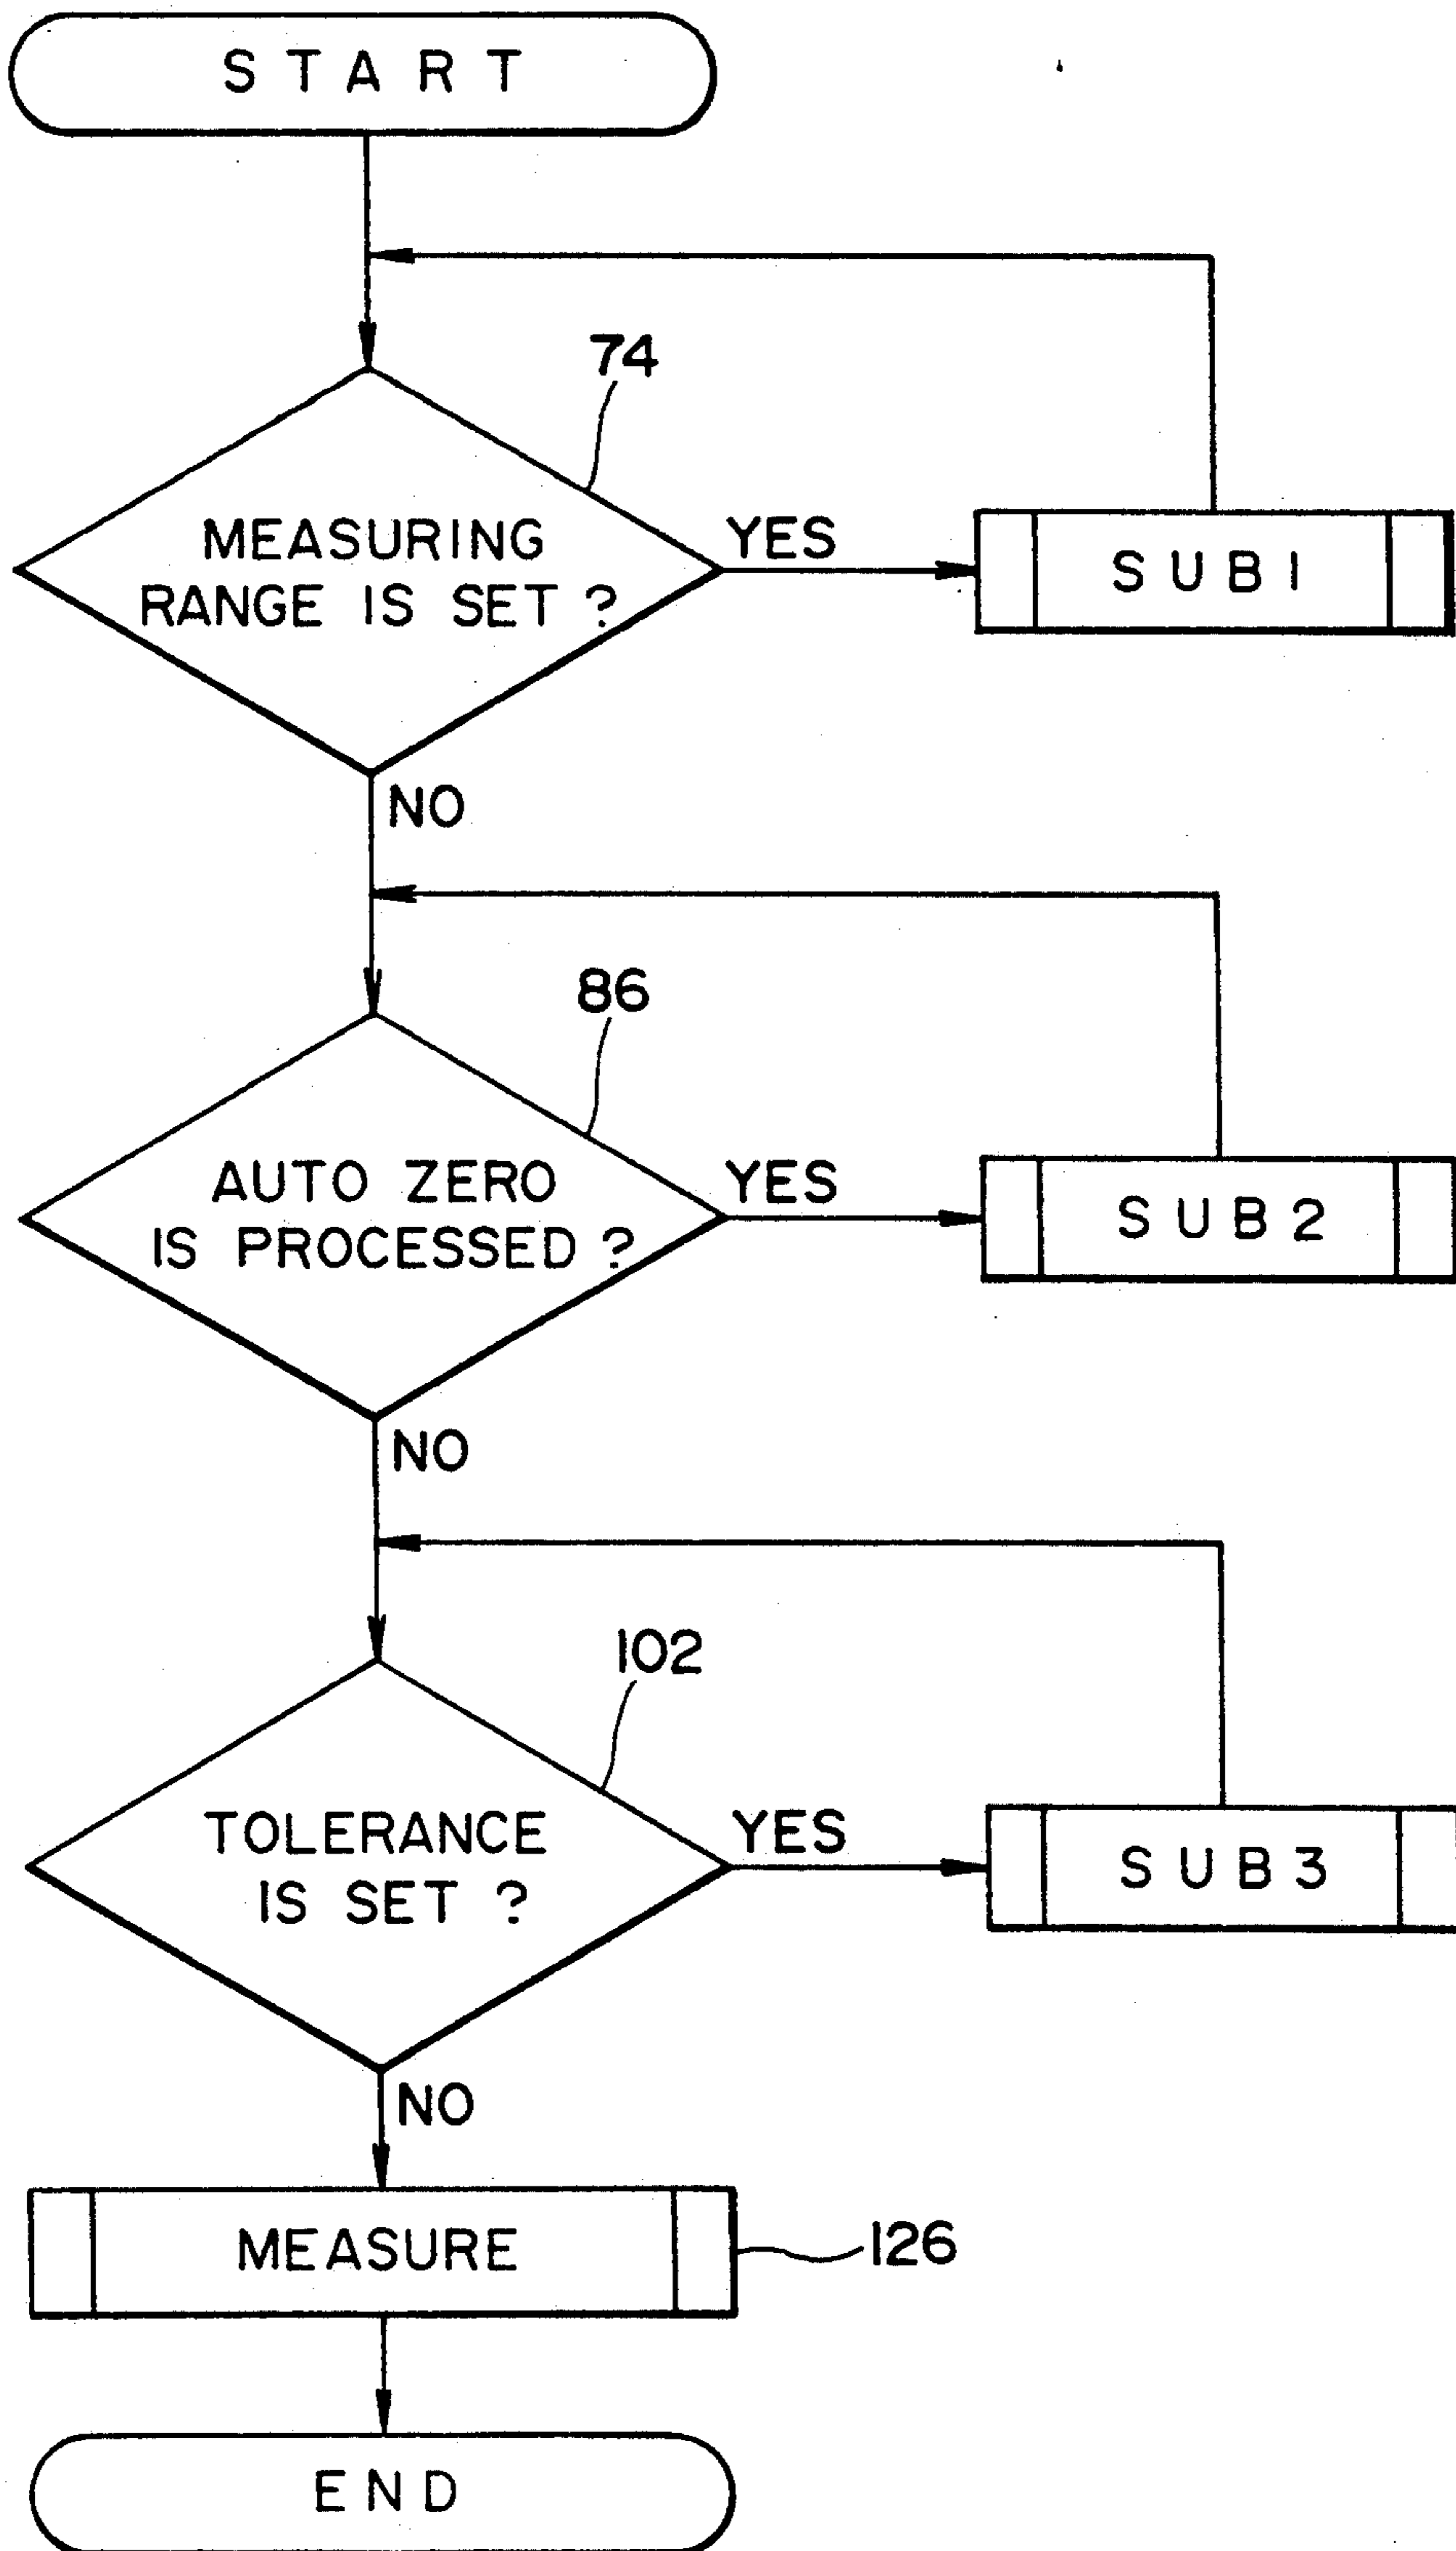 START
74
MEASURING
RANGE IS SET ?
YES
SUB1
NO
86
AUTO ZERO
IS PROCESSED ?
YES
SUB2
NO
102
TOLERANCE
IS SET ?
YES
SUB3
NO
MEASURE
126
END